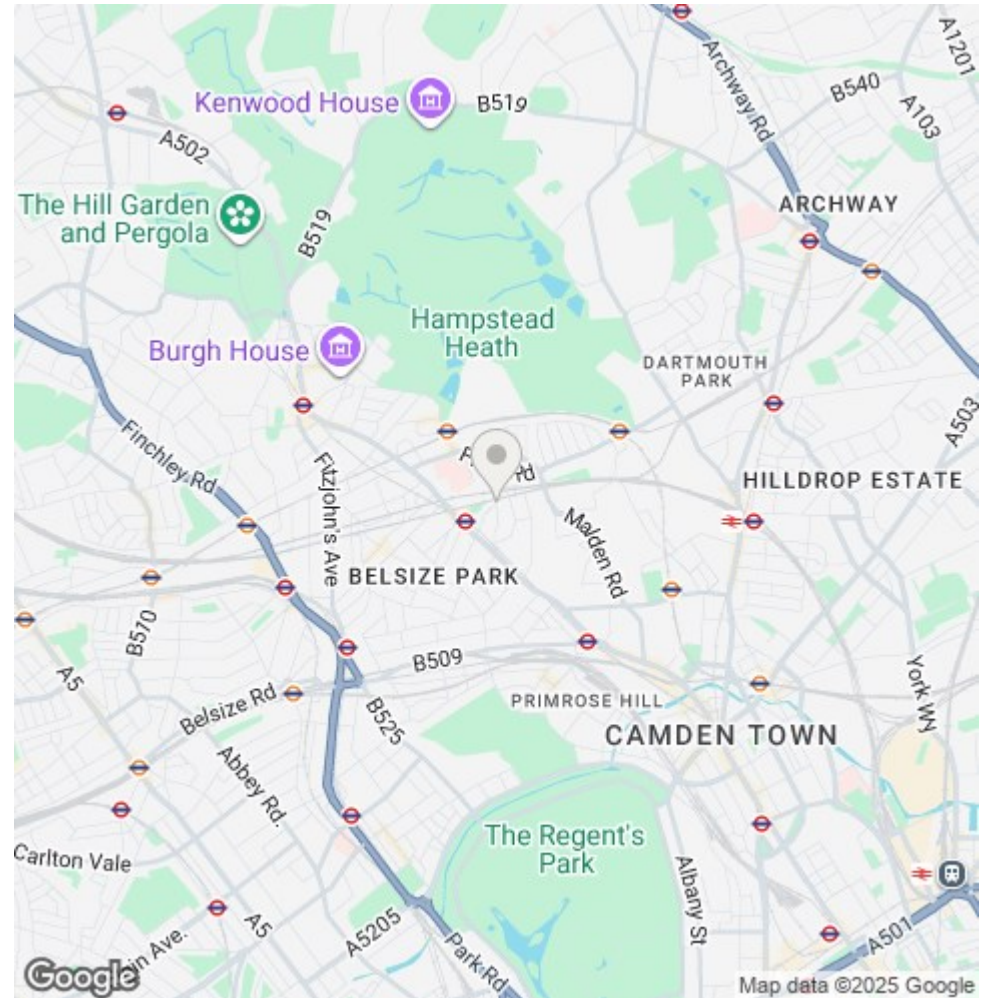 Kenwood House
B519
Archway Rd
B540
A1201
A103
A502
The Hill Garden
and Pergola
B519
ARCHWAY
Hampstead
Heath
Burgh House
DARTMOUTH
PARK
A503
Finchley Rd
Fitzjohn's Ave
Rd
HILLDROP ESTATE
Malden Rd
BELSIZE PARK
B510
A5
B509
Belsize Rd
B525
PRIMROSE HILL
York Wy
CAMDEN TOWN
Abbey Rd.
Carlton Vale
The Regent's
Park
Albany St
A5
A5205
Park Rd
A501
Ave.
Google
Map data ©2025 Google